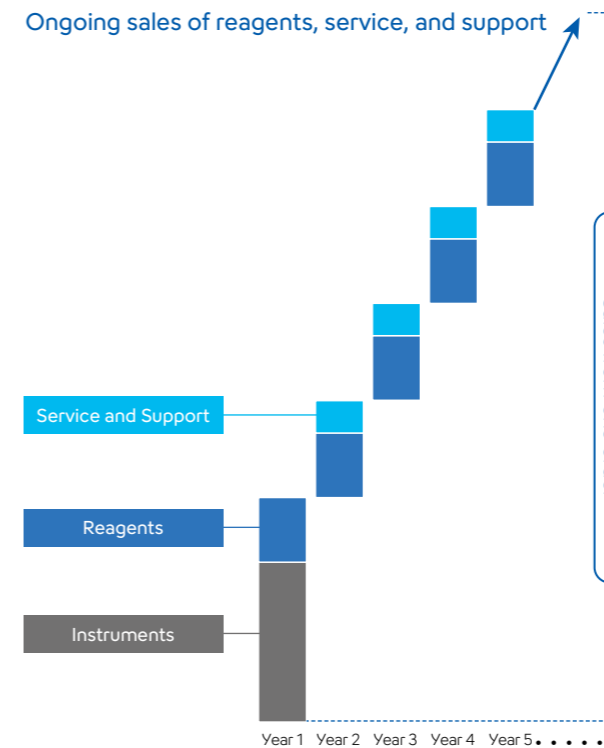 Ongoing sales of reagents, service, and support
Service and Support
Reagents
Instruments
Year 1 Year 2 Year 3 Year 4 Year 5